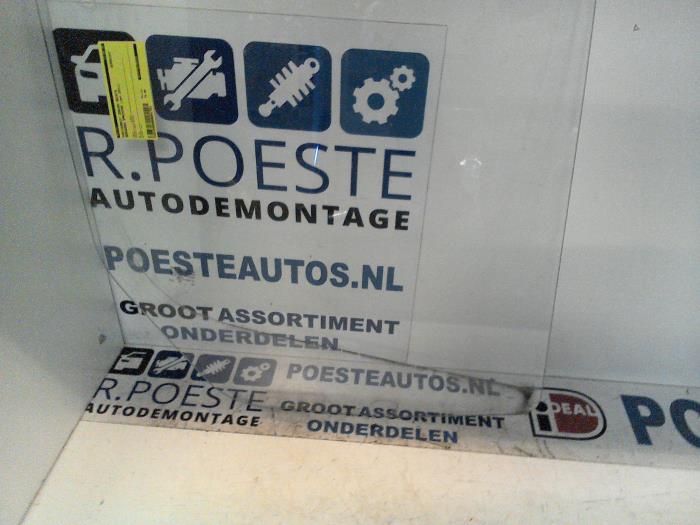 R.POESTE
AUTODEMONTAGE
POESTEAUTOS.NL
GROOT ASSORTIMENT
ONDERDELEN
R.POESTE
AUTODEMONTAGE
POESTEAUTOS.NL
GROOT ASSORTIMENT
ONDERDELEN
iDEAL
PO